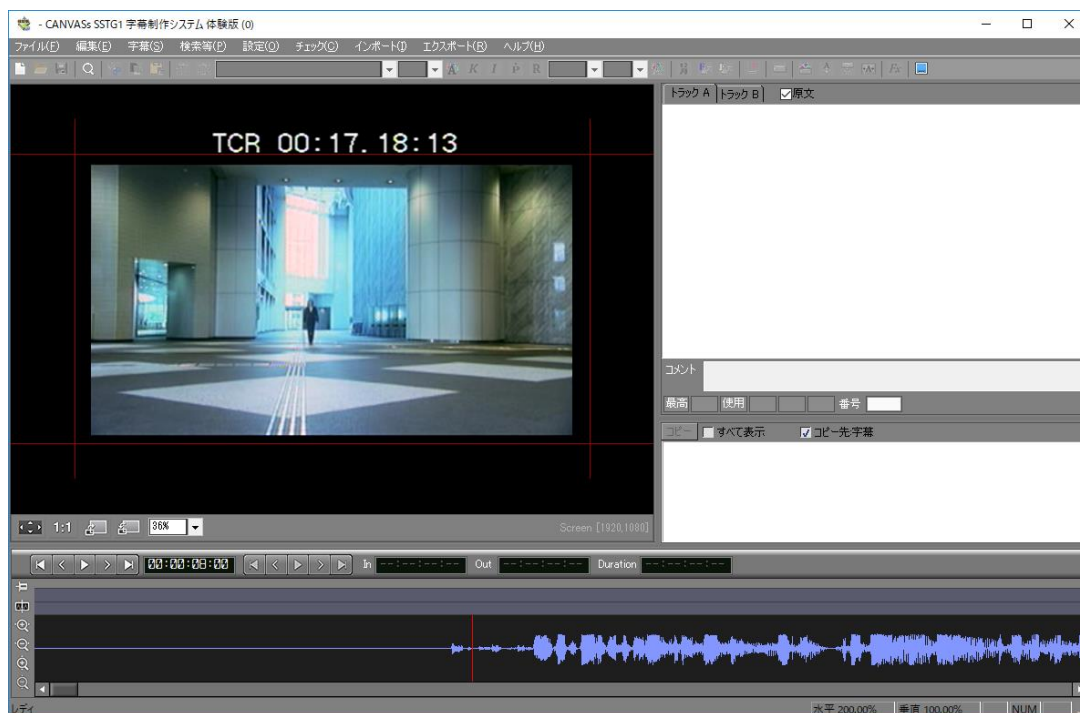 - CANVASs SSTG1 字幕制作システム 体験版 (0)
ファイル(F) 編集(E) 字幕(S) 検索等(P) 設定(O) チェック(C) インポート(I) エクスポート(R) ヘルプ(H)
K I P R
トラック A トラック B 原文
TCR 00:17.18:13
コメント
最高 使用 番号
コピー すべて表示 コピー先字幕
1:1 36% Screen [1920,1080]
00:00:08:00 In --:--:--:-- Out --:--:--:-- Duration --:--:--:--
レディ 水平 200.00% 垂直 100.00% NUM